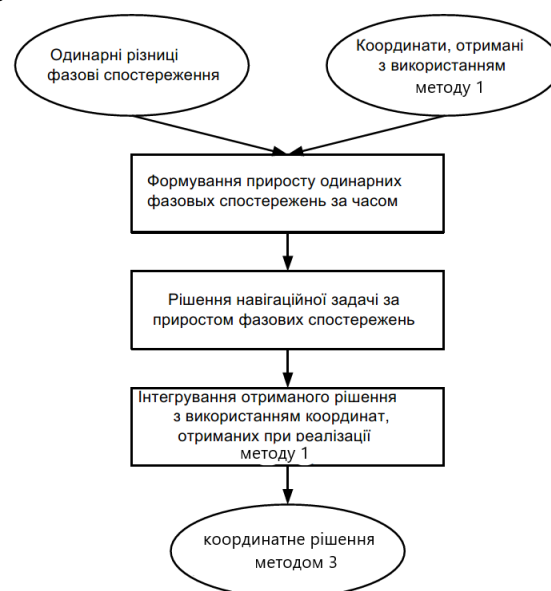 Одинарні різниці
фазові спостереження
Координати, отримані
з використанням
методу 1
Формування приросту одинарних
фазовых спостережень за часом
Рішення навігаційної задачі за
приростом фазових спостережень
Інтегрування отриманого рішення
з використанням координат,
отриманих при реалізації
методу 1
координатне рішення
методом 3